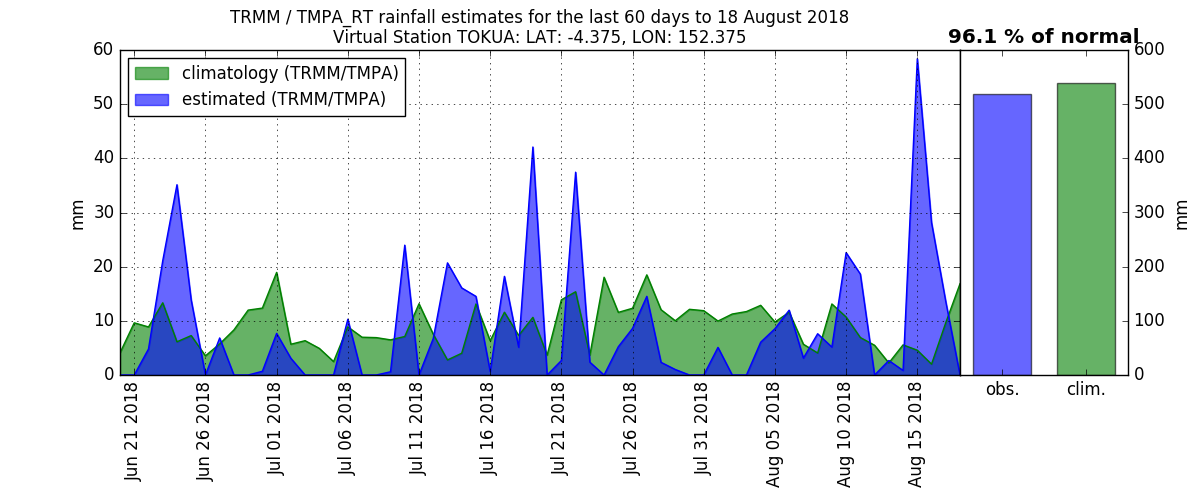 TRMM / TMPA_RT rainfall estimates for the last 60 days to 18 August 2018
Virtual Station TOKUA: LAT: -4.375, LON: 152.375
96.1 % of normal
climatology (TRMM/TMPA)
estimated (TRMM/TMPA)
60
50
40
30
20
10
0
mm
Jun 21 2018
Jun 26 2018
Jul 01 2018
Jul 06 2018
Jul 11 2018
Jul 16 2018
Jul 21 2018
Jul 26 2018
Jul 31 2018
Aug 05 2018
Aug 10 2018
Aug 15 2018
obs.
clim.
600
500
400
300
200
100
0
mm